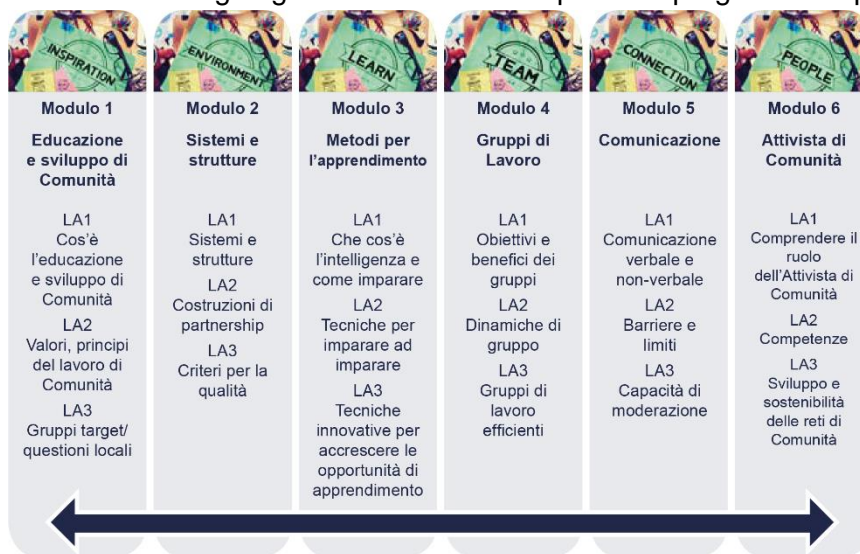 INSPIRATION
ENVIRONMENT
LEARN
TEAM
CONNECTION
PEOPLE
Modulo 1
Educazione
e sviluppo di
Comunità
LA1
Cos'è
l'educazione
e sviluppo di
Comunità
LA2
Valori, principi
del lavoro di
Comunità
LA3
Gruppi target/
questioni locali
Modulo 2
Sistemi e
strutture
LA1
Sistemi e
strutture
LA2
Costruzioni di
partnership
LA3
Criteri per la
qualità
Modulo 3
Metodi per
l'apprendimento
LA1
Che cos'è
l'intelligenza e
come imparare
LA2
Tecniche per
imparare ad
imparare
LA3
Tecniche
innovative per
accrescere le
opportunità di
apprendimento
Modulo 4
Gruppi di
Lavoro
LA1
Obiettivi e
benefici dei
gruppi
LA2
Dinamiche di
gruppo
LA3
Gruppi di
lavoro
efficienti
Modulo 5
Comunicazione
LA1
Comunicazione
verbale e
non-verbale
LA2
Barriere e
limiti
LA3
Capacità di
moderazione
Modulo 6
Attivista di
Comunità
LA1
Comprendere il
ruolo
dell'Attivista di
Comunità
LA2
Competenze
LA3
Sviluppo e
sostenibilità
delle reti di
Comunità